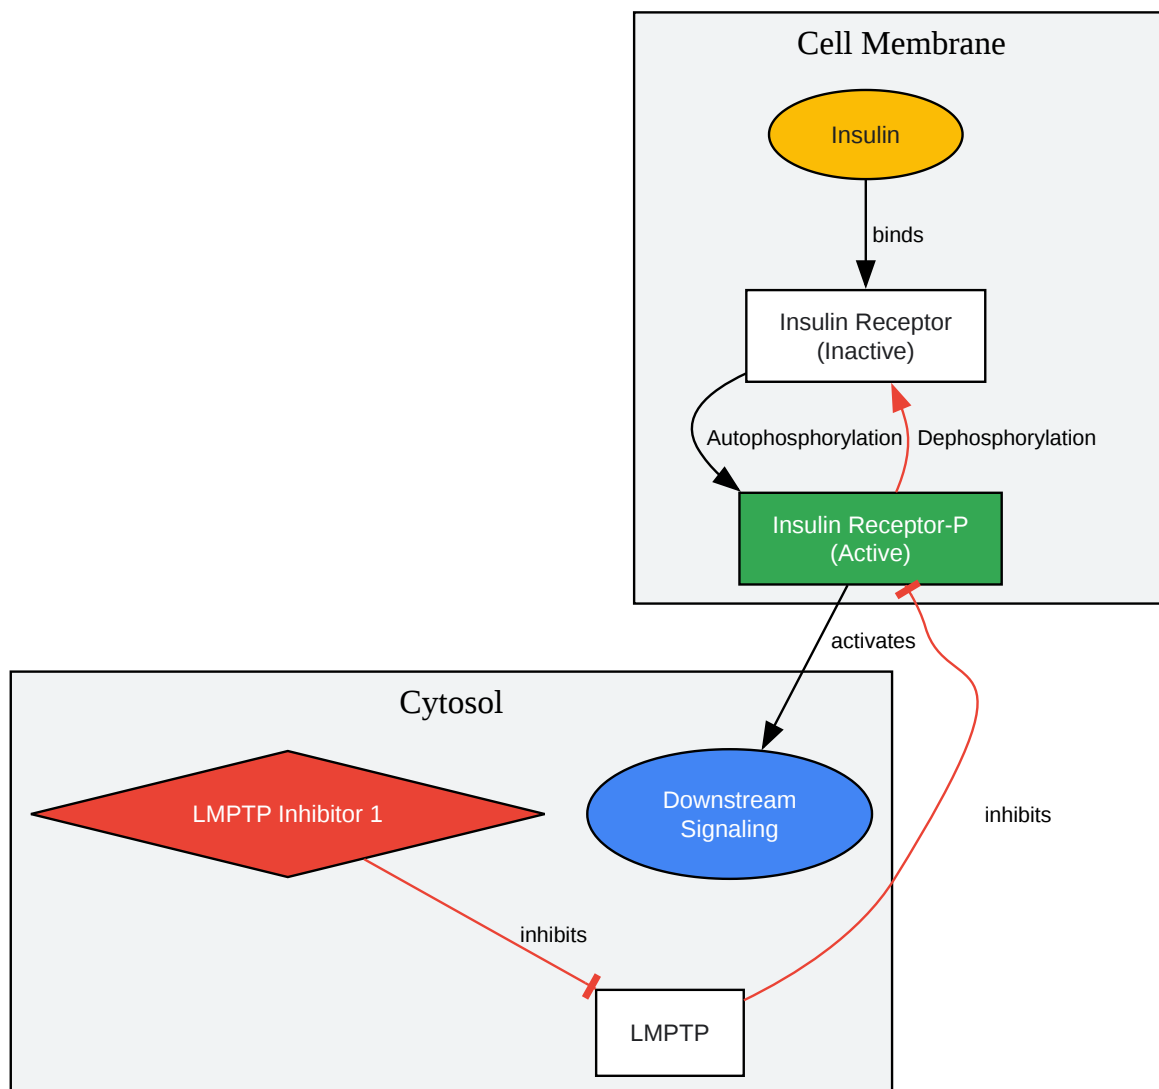 Cell Membrane
Insulin
binds
Insulin Receptor
(Inactive)
Autophosphorylation
Dephosphorylation
Insulin Receptor-P
(Active)
activates
Cytosol
LMPTP Inhibitor 1
Downstream
Signaling
inhibits
inhibits
LMPTP